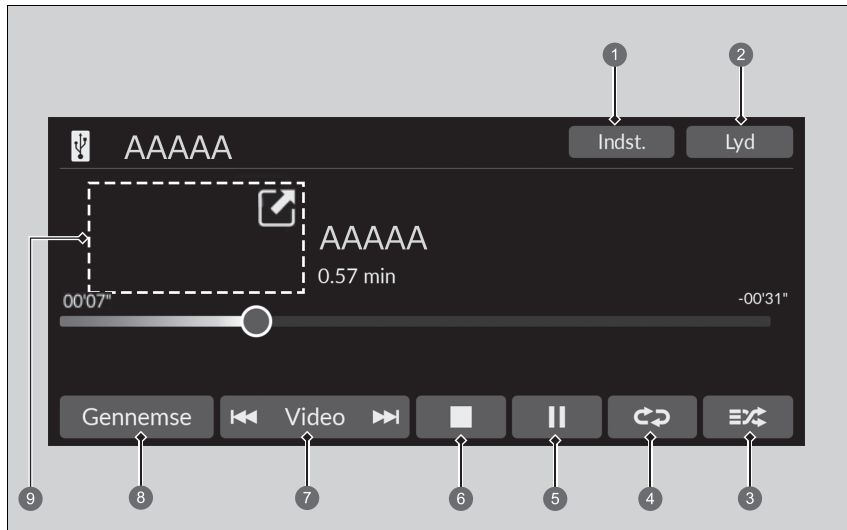 1 2
AAAAA Indst. Lyd
AAAAA
9
0.57 min
00'07" -00'31"
Gennemse Video
8 7 6 5 4 3